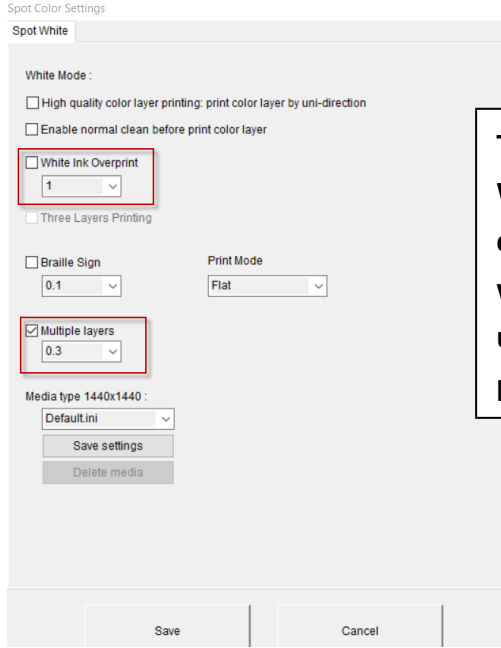 Spot Color Settings
Spot White
White Mode :
High quality color layer printing: print color layer by uni-direction
Enable normal clean before print color layer
White Ink Overprint
1
Three Layers Printing
Braille Sign
Print Mode
0.1
Flat
Multiple layers
0.3
Media type 1440x1440 :
Default.ini
Save settings
Delete media
Save
Cancel